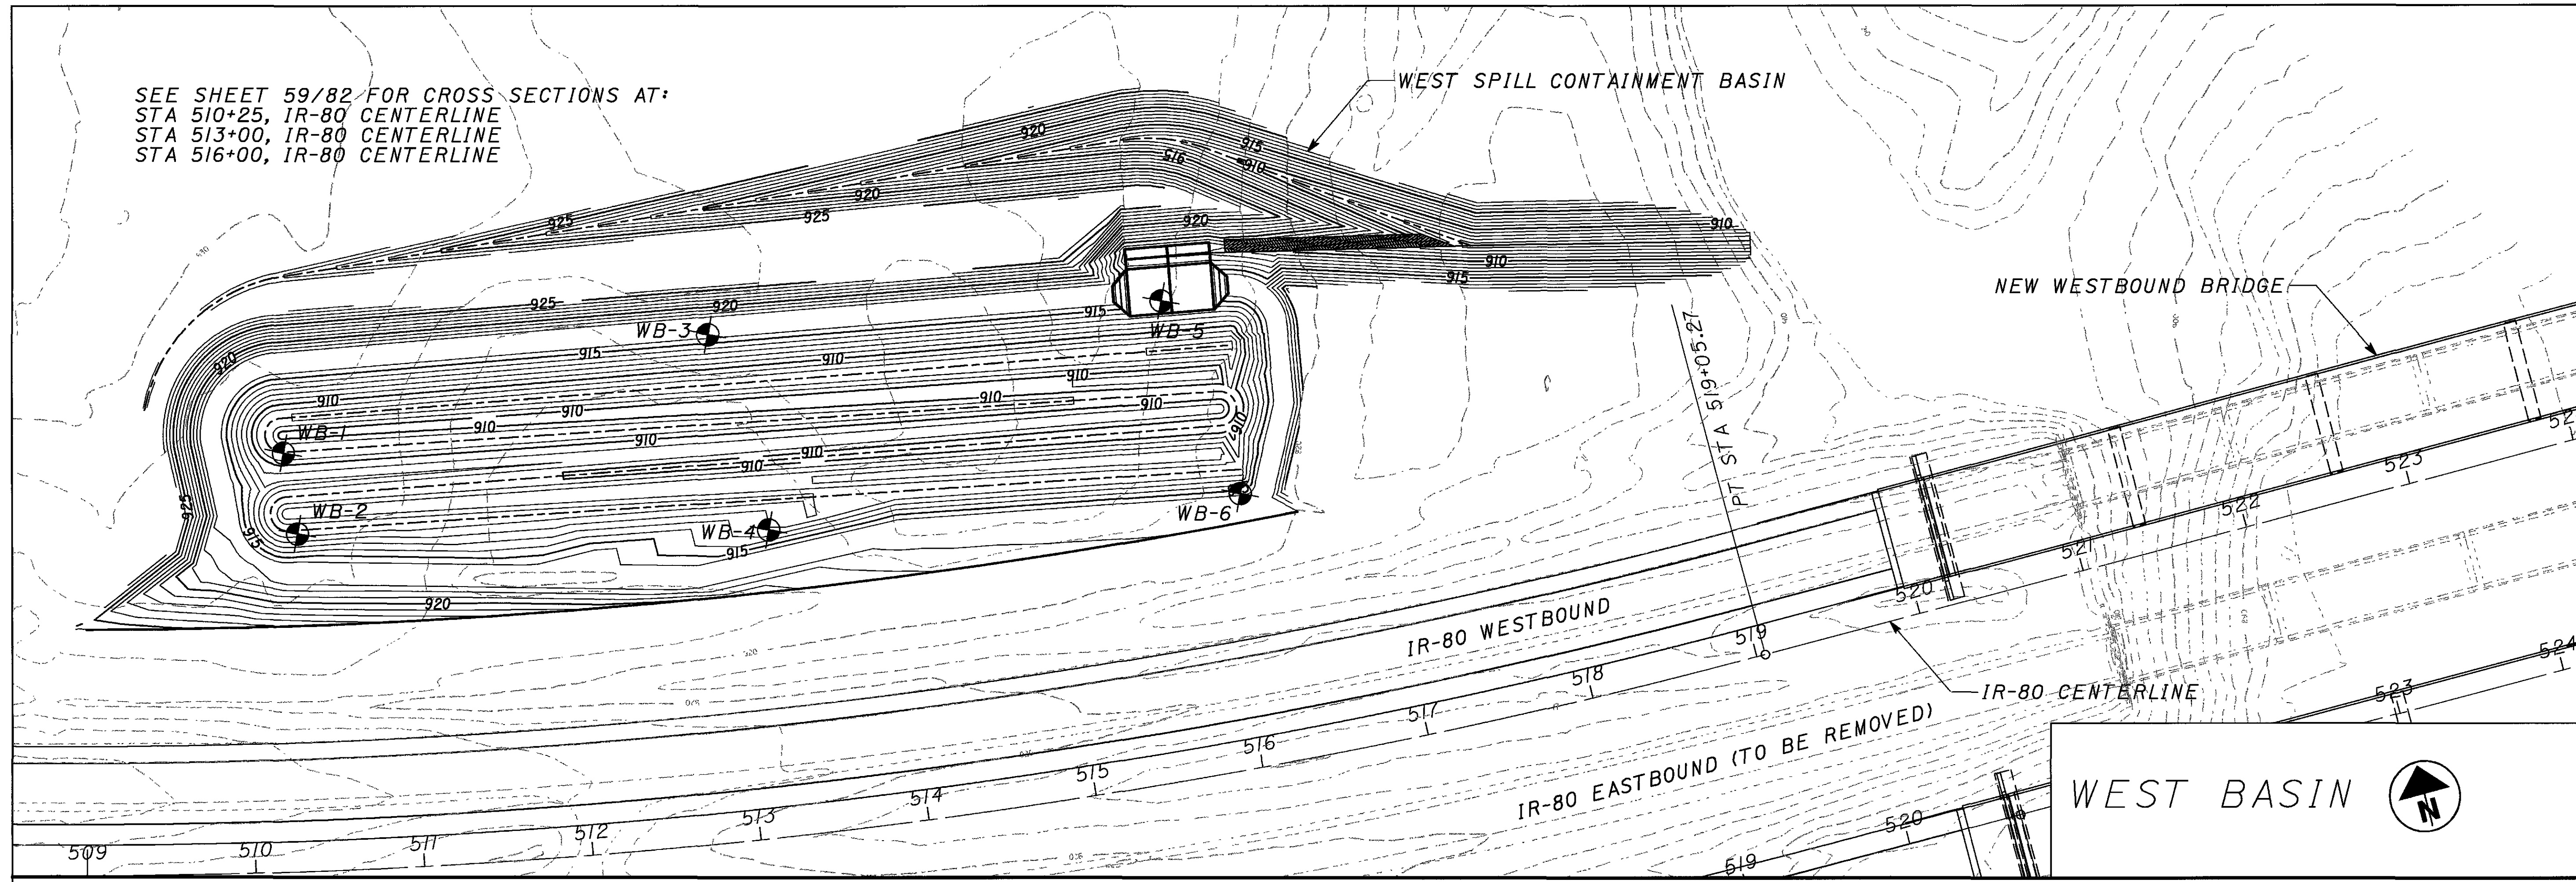 SEE SHEET 59/82 FOR CROSS SECTIONS AT:
STA 510+25, IR-80 CENTERLINE
STA 513+00, IR-80 CENTERLINE
STA 516+00, IR-80 CENTERLINE
WEST SPILL CONTAINMENT BASIN
920
915
910
915
920
925
920
925
920
910
910
915
925
920
915
WB-3
WB-5
915
910
920
910
910
910
910
910
910
910
WB-1
910
910
910
925
WB-2
WB-4
WB-6
915
915
920
NEW WESTBOUND BRIDGE
PT STA 519+05.27
IR-80 WESTBOUND
IR-80 CENTERLINE
IR-80 EASTBOUND (TO BE REMOVED)
509
510
511
512
513
514
515
516
517
518
519
520
521
522
523
519
520
523
524
WEST BASIN
N